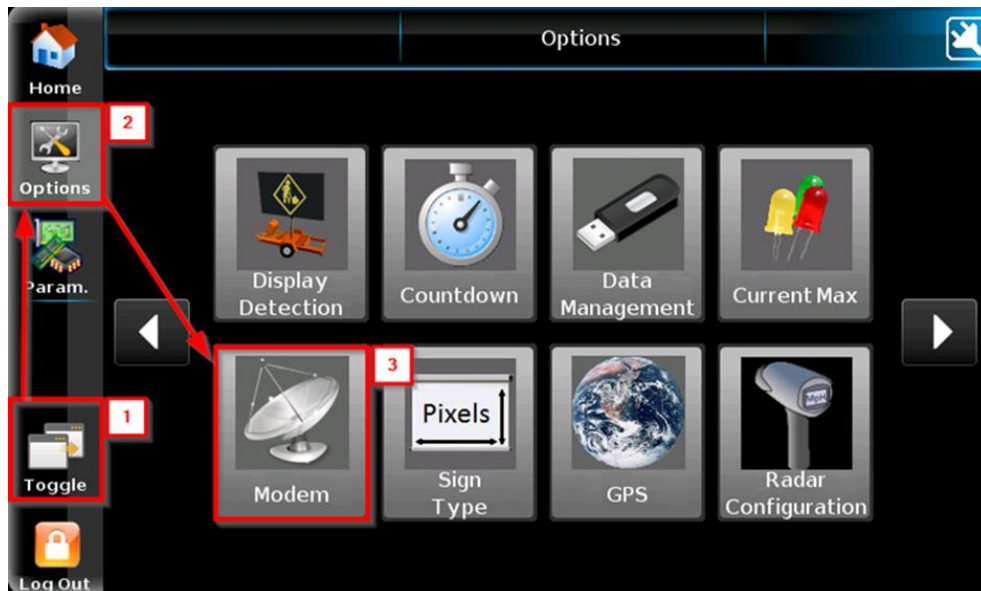 Options
Home
2
Options
Param.
1
Toggle
Log Out
Display
Detection
Countdown
Data
Management
Current Max
3
Modem
Pixels
Sign
Type
GPS
MpH
Radar
Configuration